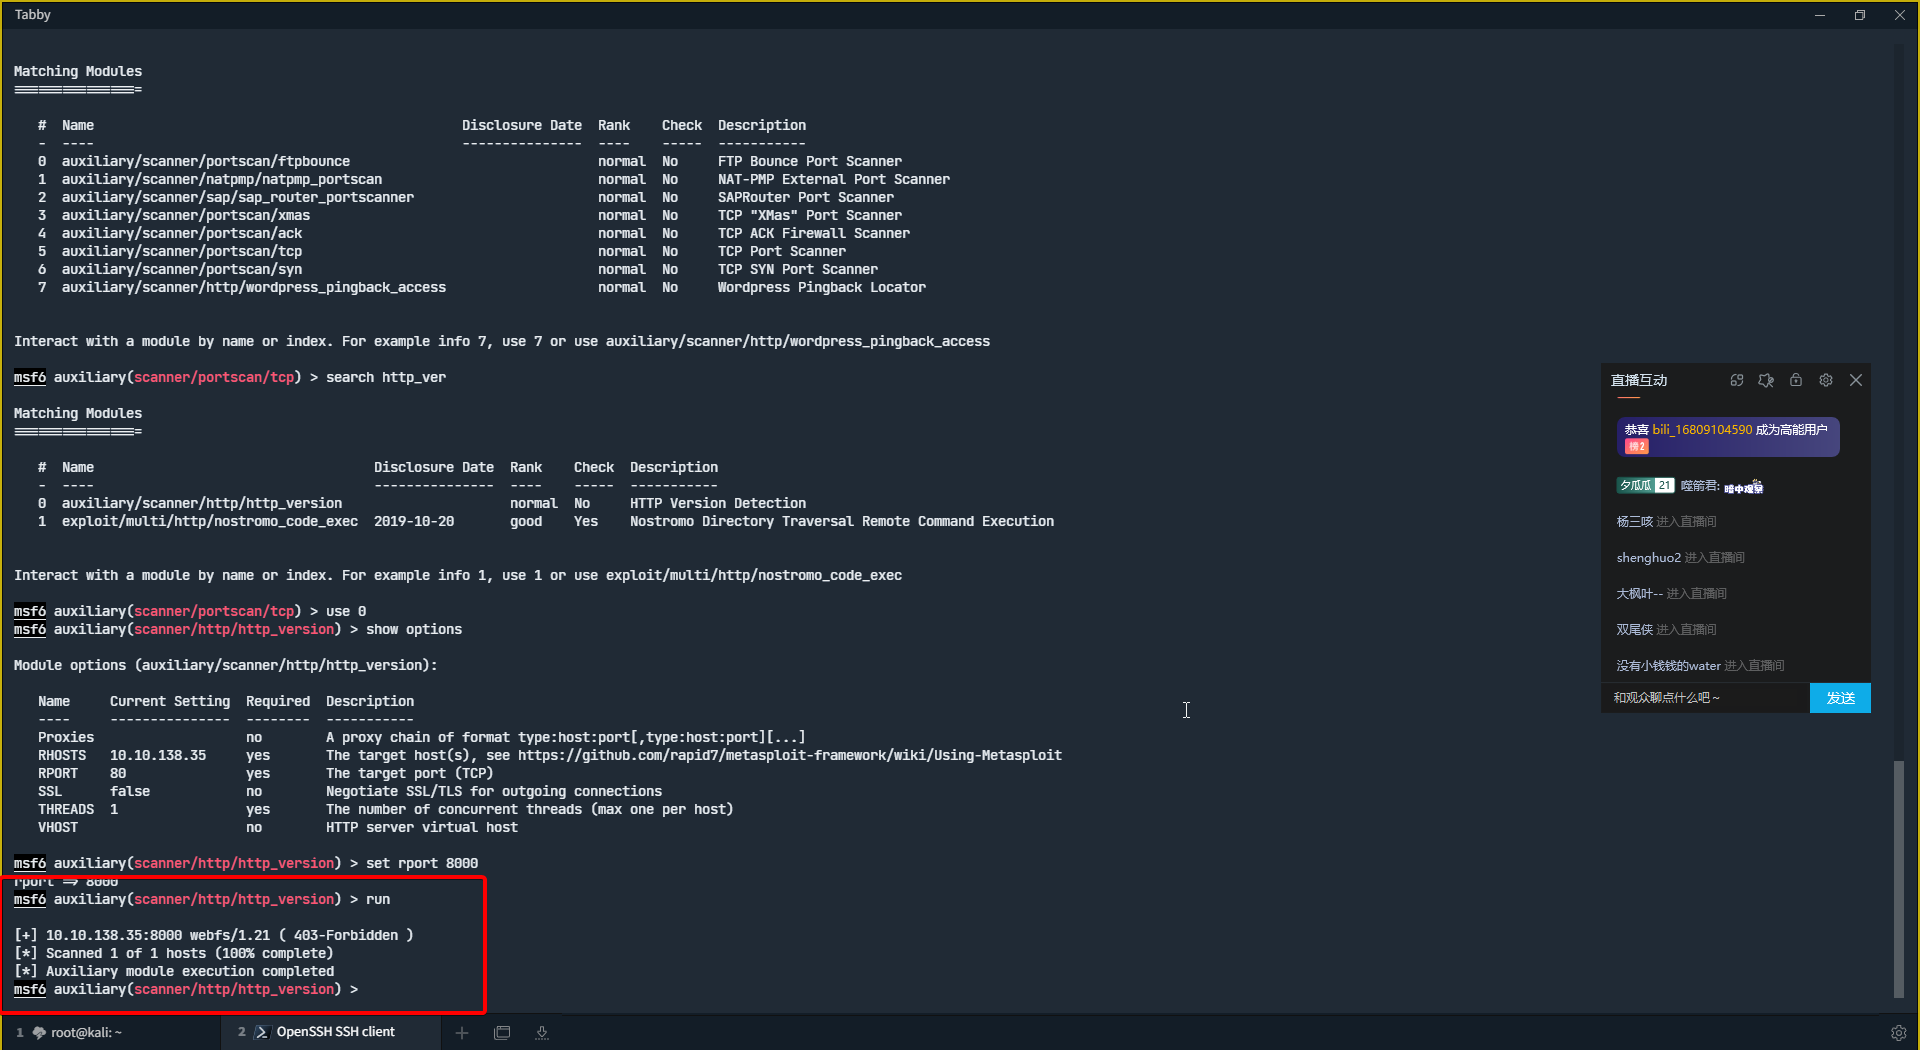 Tabby
Matching Modules
================
# Name Disclosure Date Rank Check Description
- ---- --------------- ---- ----- -----------
0 auxiliary/scanner/portscan/ftpbounce normal No FTP Bounce Port Scanner
1 auxiliary/scanner/natpmp/natpmp_portscan normal No NAT-PMP External Port Scanner
2 auxiliary/scanner/sap/sap_router_portscanner normal No SAPRouter Port Scanner
3 auxiliary/scanner/portscan/xmas normal No TCP "XMas" Port Scanner
4 auxiliary/scanner/portscan/ack normal No TCP ACK Firewall Scanner
5 auxiliary/scanner/portscan/tcp normal No TCP Port Scanner
6 auxiliary/scanner/portscan/syn normal No TCP SYN Port Scanner
7 auxiliary/scanner/http/wordpress_pingback_access normal No Wordpress Pingback Locator
Interact with a module by name or index. For example info 7, use 7 or use auxiliary/scanner/http/wordpress_pingback_access
msf6 auxiliary(scanner/portscan/tcp) > search http_ver
Matching Modules
================
# Name Disclosure Date Rank Check Description
- ---- --------------- ---- ----- -----------
0 auxiliary/scanner/http/http_version normal No HTTP Version Detection
1 exploit/multi/http/nostromo_code_exec 2019-10-20 good Yes Nostromo Directory Traversal Remote Command Execution
Interact with a module by name or index. For example info 1, use 1 or use exploit/multi/http/nostromo_code_exec
msf6 auxiliary(scanner/portscan/tcp) > use 0
msf6 auxiliary(scanner/http/http_version) > show options
Module options (auxiliary/scanner/http/http_version):
Name Current Setting Required Description
---- --------------- -------- -----------
Proxies no A proxy chain of format type:host:port[,type:host:port][...]
RHOSTS 10.10.138.35 yes The target host(s), see https://github.com/rapid7/metasploit-framework/wiki/Using-Metasploit
RPORT 80 yes The target port (TCP)
SSL false no Negotiate SSL/TLS for outgoing connections
THREADS 1 yes The number of concurrent threads (max one per host)
VHOST no HTTP server virtual host
msf6 auxiliary(scanner/http/http_version) > set rport 8000
rport => 8000
msf6 auxiliary(scanner/http/http_version) > run
[+] 10.10.138.35:8000 webfs/1.21 ( 403-Forbidden )
[*] Scanned 1 of 1 hosts (100% complete)
[*] Auxiliary module execution completed
msf6 auxiliary(scanner/http/http_version) >
直播互动
恭喜 bili_16809104590 成为高能用户
榜2
夕瓜瓜 21 噬箭君: 暗中观察
杨三咳 进入直播间
shenghuo2 进入直播间
大枫叶-- 进入直播间
双尾侠 进入直播间
没有小钱钱的water 进入直播间
和观众聊点什么吧~
发送
1 root@kali: ~
2 OpenSSH SSH client